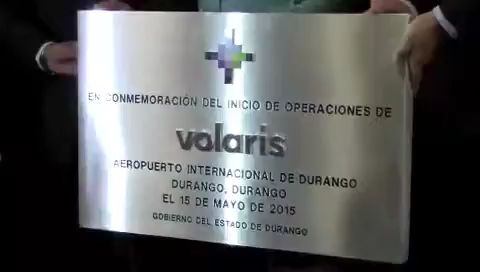 EN CONMEMORACIÓN DEL INICIO DE OPERACIONES DE
volaris
AEROPUERTO INTERNACIONAL DE DURANGO
DURANGO, DURANGO
EL 15 DE MAYO DE 2015
GOBIERNO DEL ESTADO DE DURANGO